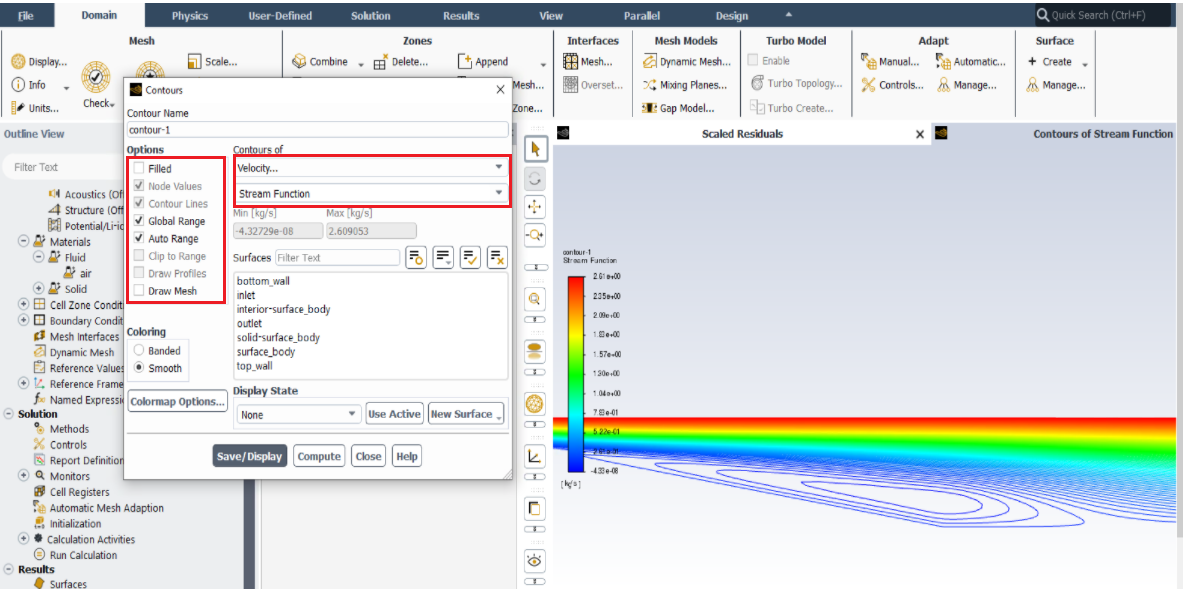 File Domain Physics User-Defined Solution Results View Parallel Design Quick Search (Ctrl+F)
Mesh Zones Interfaces Mesh Models Turbo Model Adapt Surface
Display... Scale... Combine Delete... Append Mesh... Dynamic Mesh... Enable Manual... Automatic... + Create
Info Mesh... Overset... Mixing Planes... Turbo Topology... Controls... Manage... Manage...
Units... Check Zone... Gap Model... Turbo Create...
Contours
Contour Name
contour-1
Options
Filled
Node Values
Contour Lines
Global Range
Auto Range
Clip to Range
Draw Profiles
Draw Mesh
Coloring
Banded
Smooth
Colormap Options...
Contours of
Velocity...
Stream Function
Min [kg/s] Max [kg/s]
-4.32729e-08 2.609053
Surfaces Filter Text
bottom_wall
inlet
interior-surface_body
outlet
solid-surface_body
surface_body
top_wall
Display State
None Use Active New Surface
Save/Display Compute Close Help
Outline View
Filter Text
Acoustics (Of
Structure (Off
Potential/Li-ic
Materials
Fluid
air
Solid
Cell Zone Condit
Boundary Condit
Mesh Interfaces
Dynamic Mesh
Reference Values
Reference Frame
Named Expressi
Solution
Methods
Controls
Report Definition
Monitors
Cell Registers
Automatic Mesh Adaption
Initialization
Calculation Activities
Run Calculation
Results
Surfaces
Scaled Residuals Contours of Stream Function
contour-1
Stream Function
2.61e+00
2.35e+00
2.09e+00
1.83e+00
1.57e+00
1.30e+00
1.04e+00
7.83e-01
5.22e-01
2.61e-01
-4.33e-08
[kg/s]